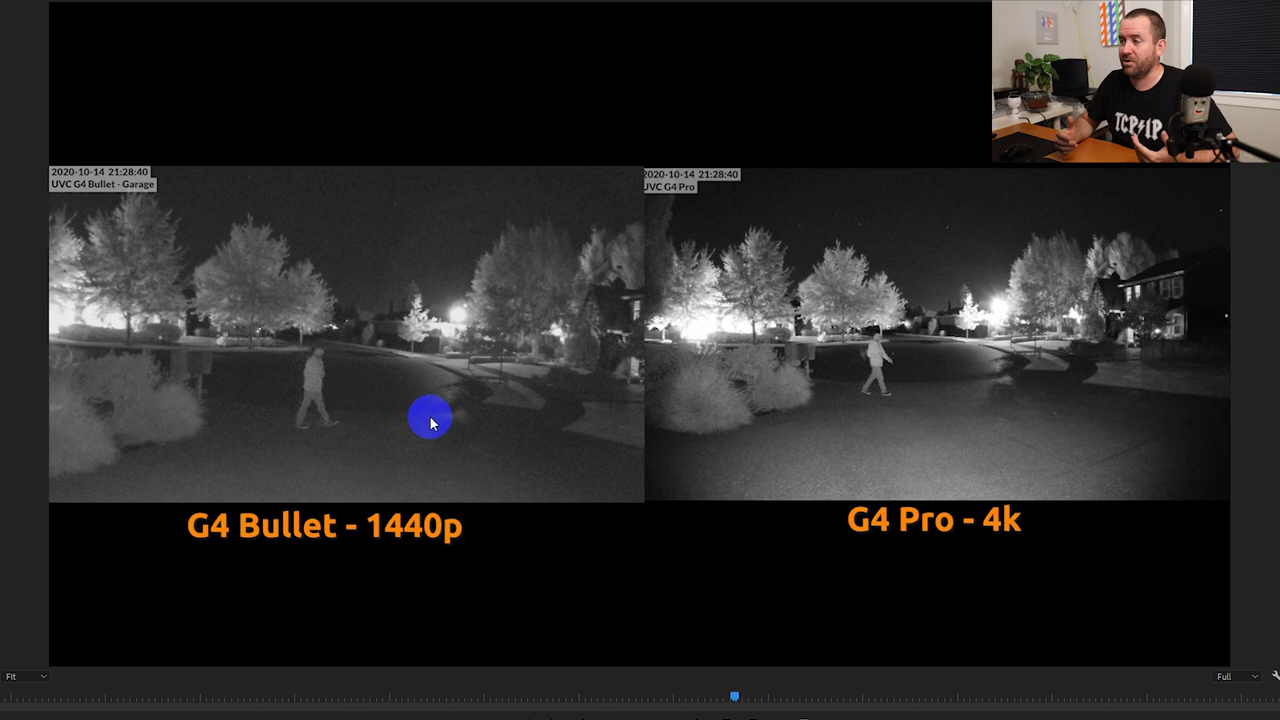 TCP/IP
2020-10-14 21:28:40
UVC G4 Bullet - Garage
2020-10-14 21:28:40
UVC G4 Pro
G4 Bullet - 1440p
G4 Pro - 4k
Fit
Full